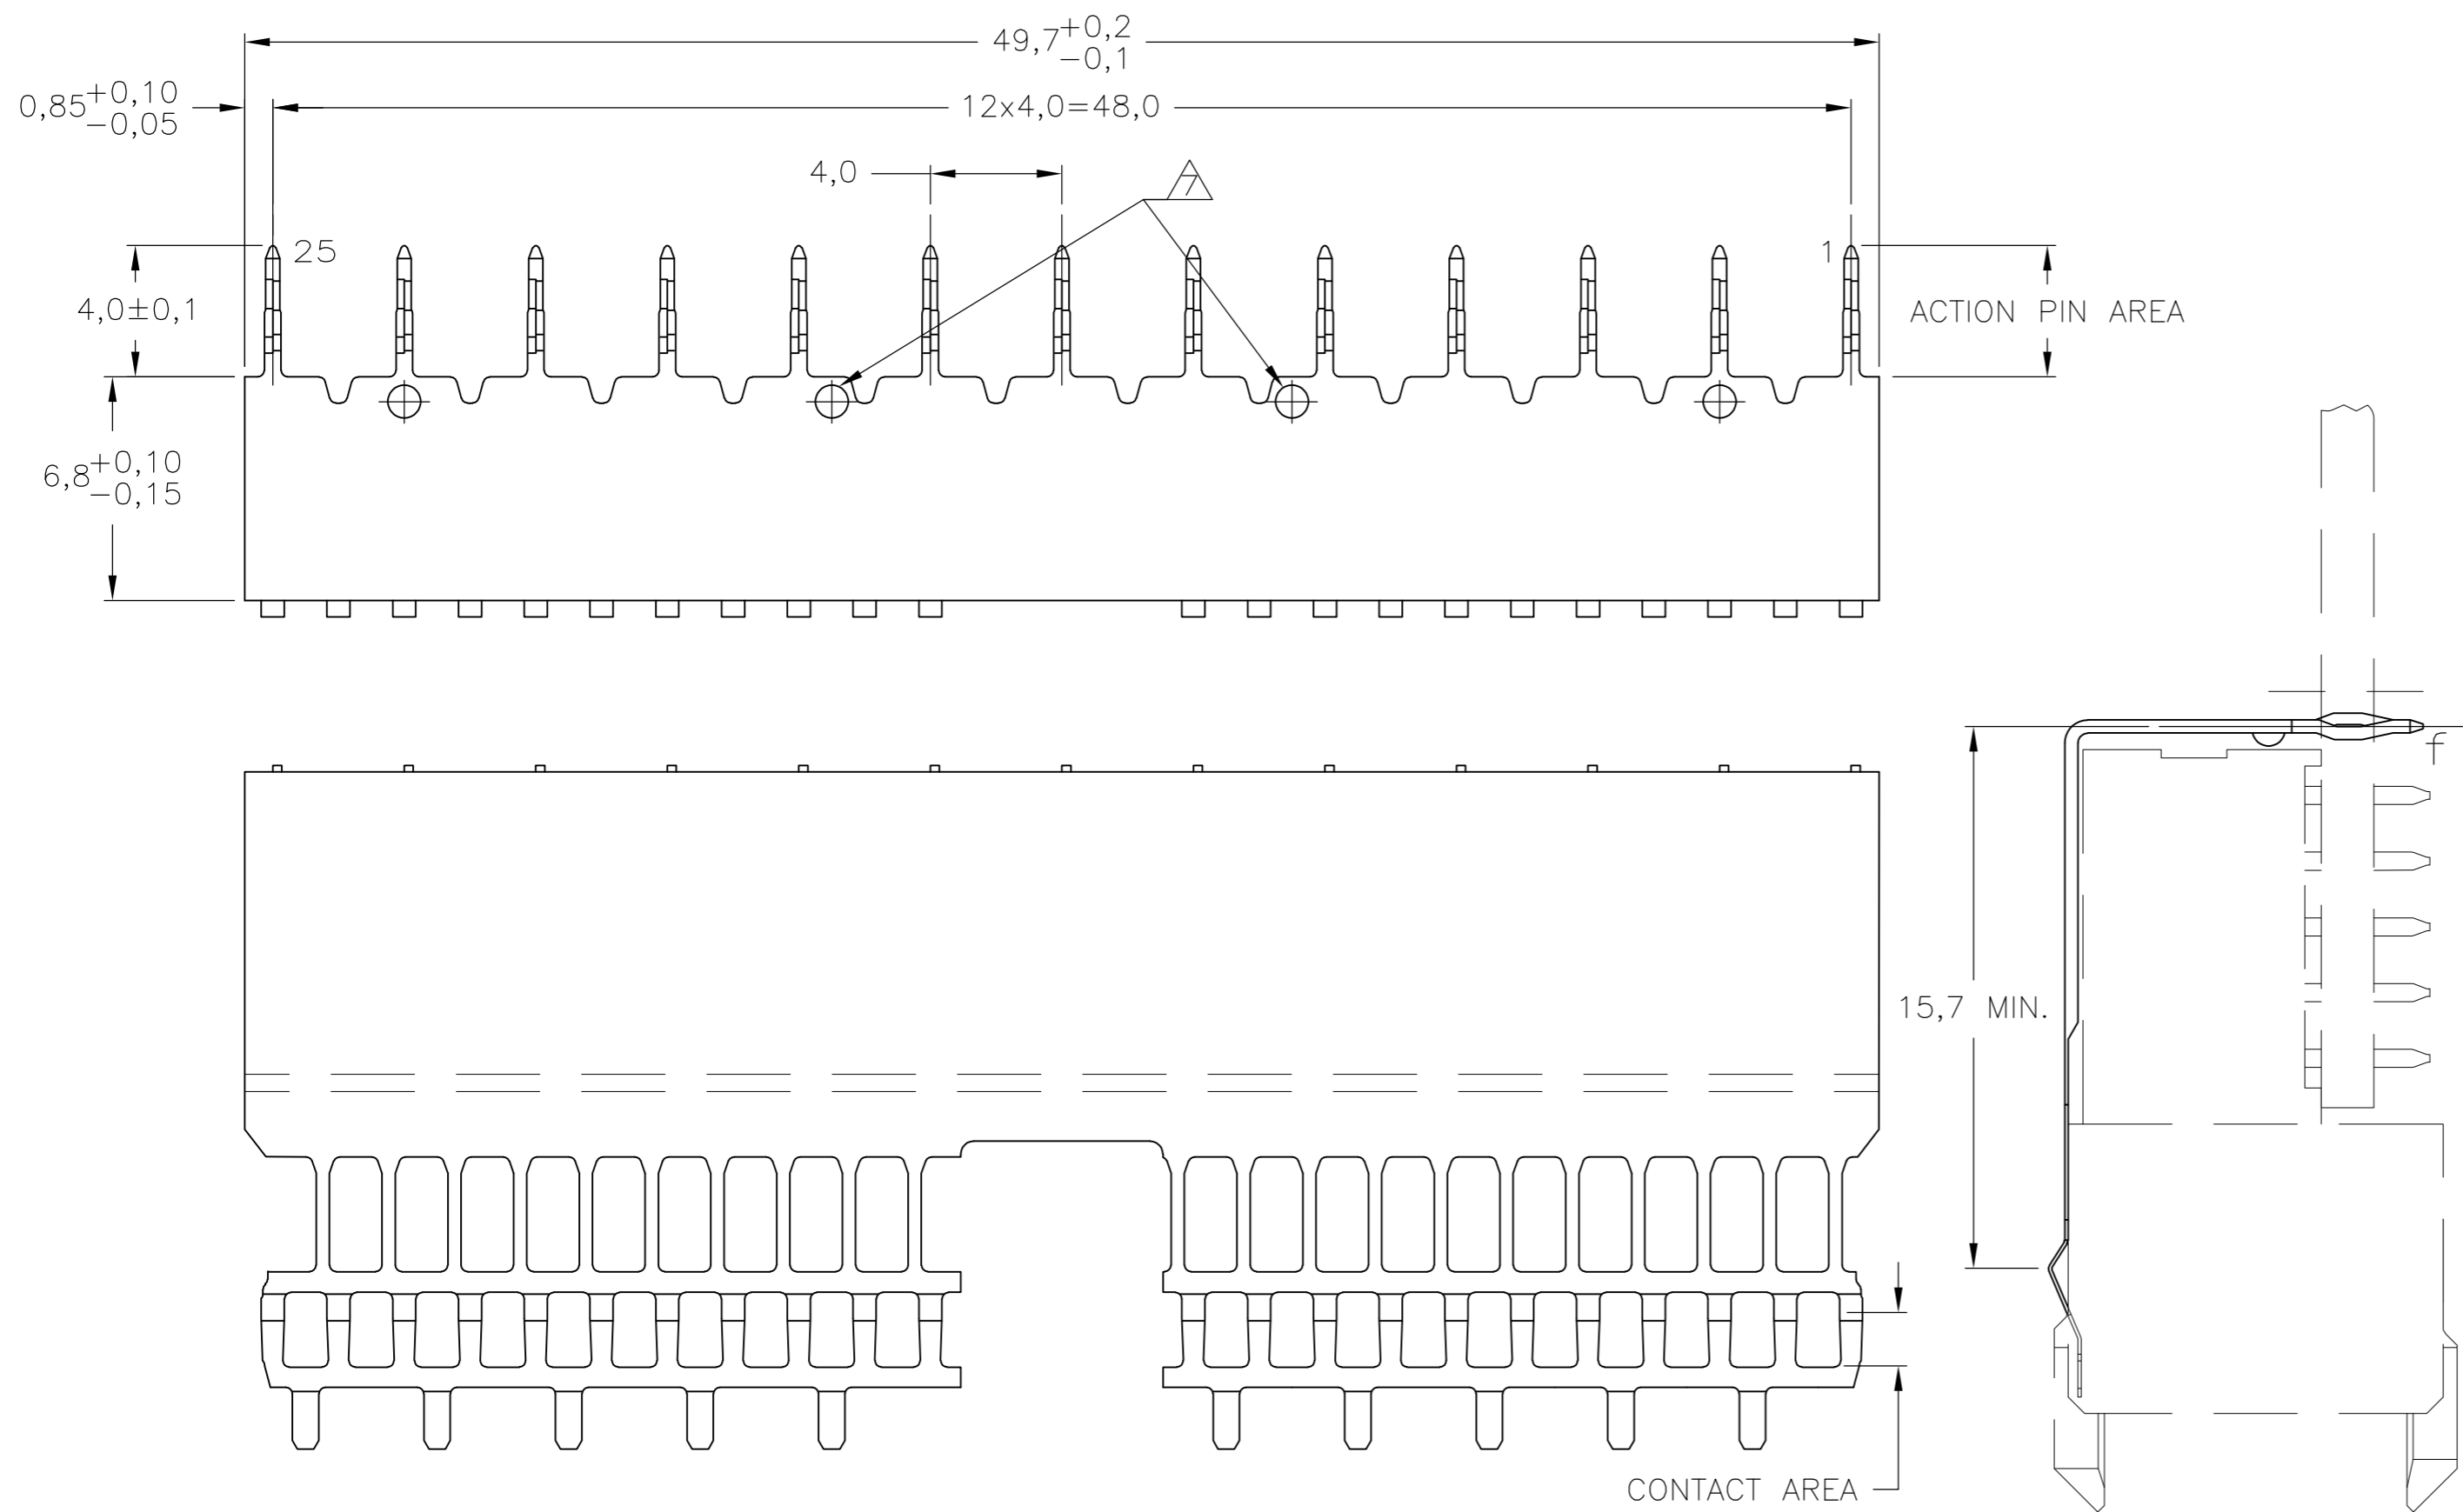 49,7+0,2
-0,1
0,85+0,10
-0,05
12x4,0=48,0
4,0
7
25
1
4,0±0,1
ACTION PIN AREA
6,8+0,10
-0,15
f
15,7 MIN.
CONTACT AREA